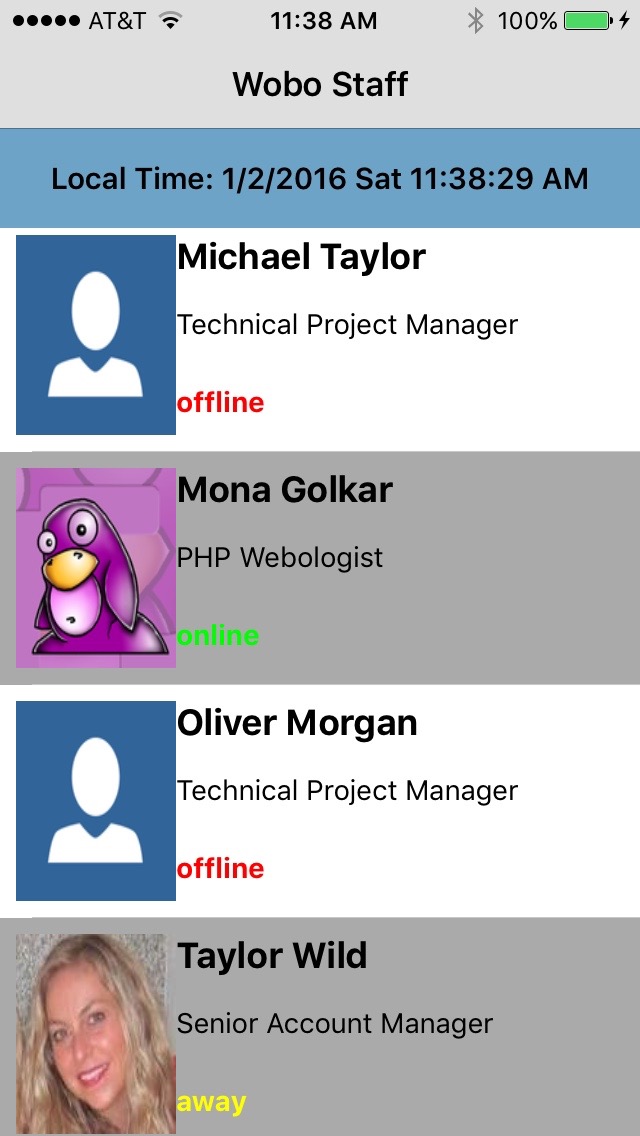 ●●●●● AT&T 11:38 AM 100%
Wobo Staff
Local Time: 1/2/2016 Sat 11:38:29 AM
Michael Taylor
Technical Project Manager
offline
Mona Golkar
PHP Webologist
online
Oliver Morgan
Technical Project Manager
offline
Taylor Wild
Senior Account Manager
away